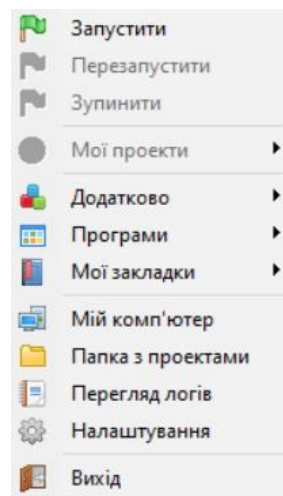 Запустити
Перезапустити
Зупинити
Мої проекти
Додатково
Програми
Мої закладки
Мій комп'ютер
Папка з проектами
Перегляд логів
Налаштування
Вихід